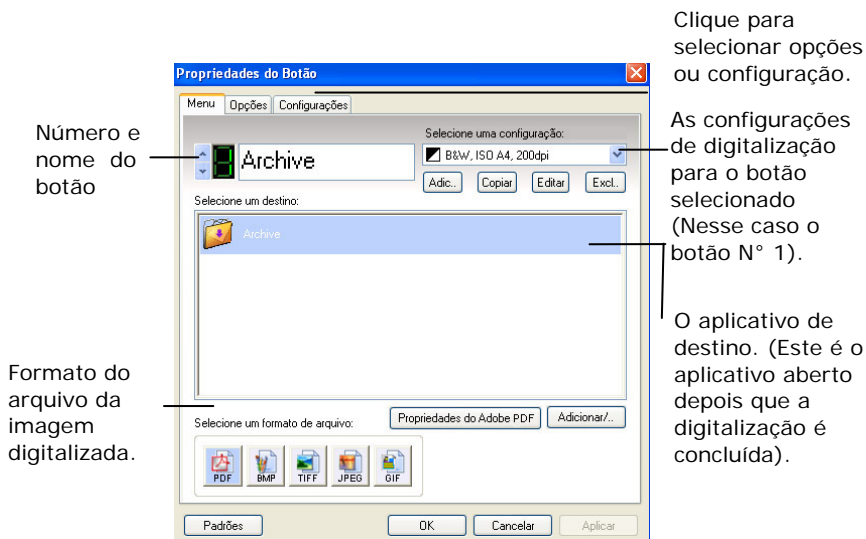 Clique para
selecionar opções
ou configuração.
Propriedades do Botão
Menu Opções Configurações
Número e
nome do
botão
3 Archive
Selecione uma configuração:
B&W, ISO A4, 200dpi
Adic.. Copiar Editar Excl..
As configurações
de digitalização
para o botão
selecionado
(Nesse caso o
botão N° 1).
Selecione um destino:
Archive
O aplicativo de
destino. (Este é o
aplicativo aberto
depois que a
digitalização é
concluída).
Formato do
arquivo da
imagem
digitalizada.
Selecione um formato de arquivo:
Propriedades do Adobe PDF Adicionar/..
PDF BMP TIFF JPEG GIF
Padrões OK Cancelar Aplicar